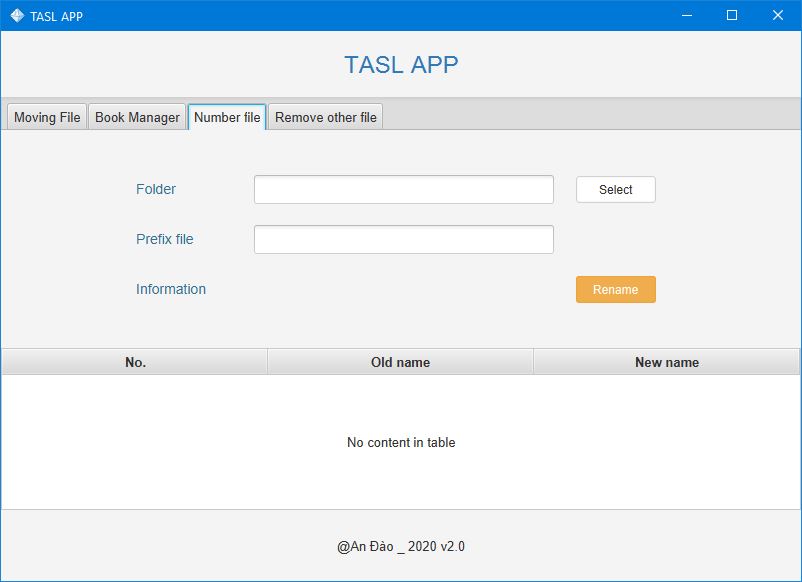 TASL APP
TASL APP
Moving File Book Manager Number file Remove other file
Folder Select
Prefix file
Information Rename
No. Old name New name
No content in table
@An Đào _ 2020 v2.0